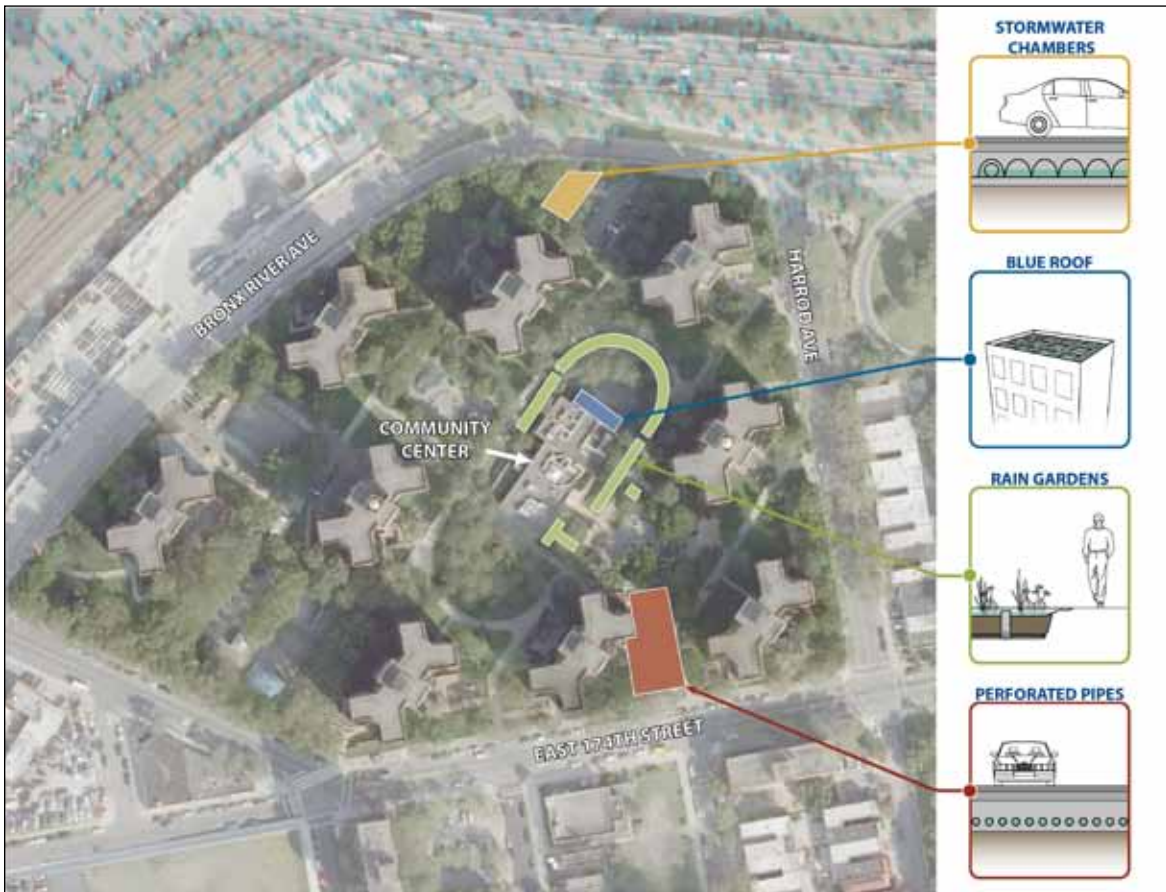 STORMWATER
CHAMBERS
BRONX RIVER AVE
HARROD AVE
BLUE ROOF
COMMUNITY
CENTER
RAIN GARDENS
PERFORATED PIPES
EAST 174TH STREET